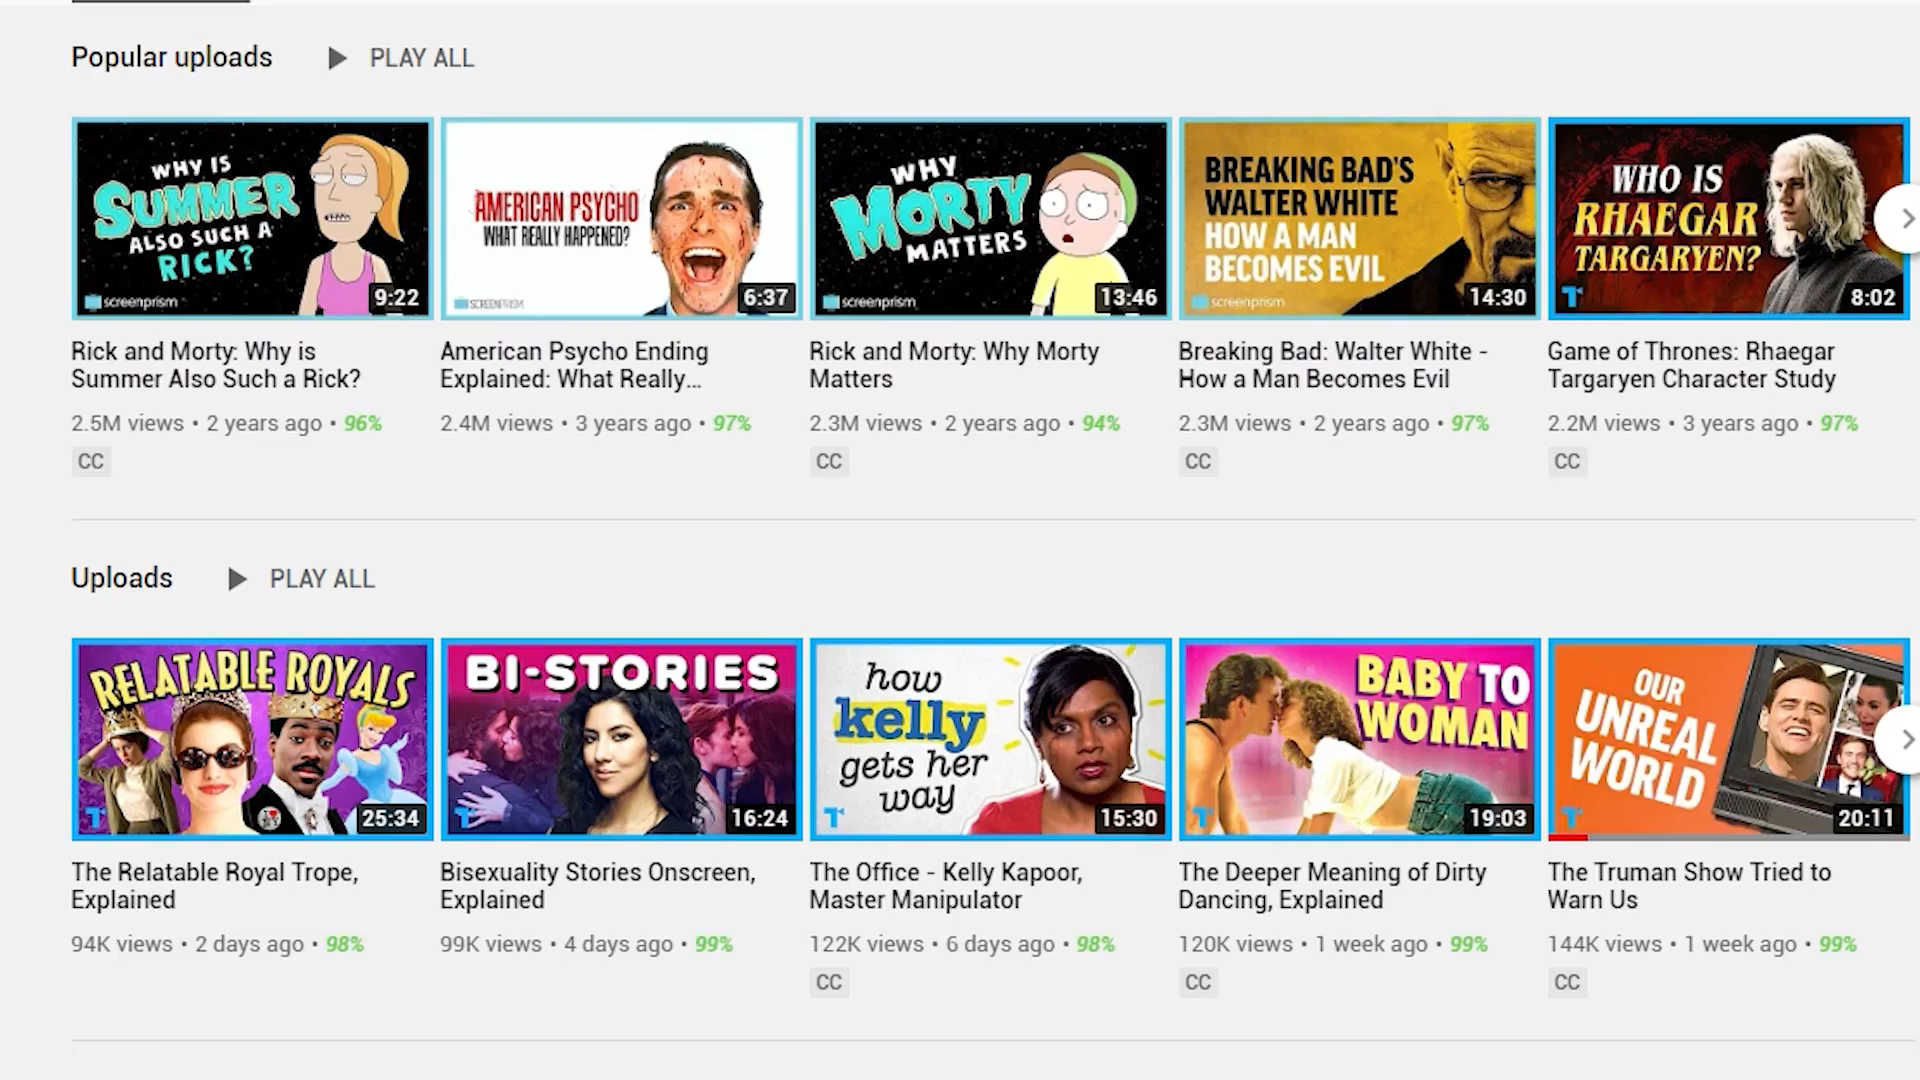 Popular uploads PLAY ALL
WHY IS
SUMMER
ALSO SUCH A
RICK?
screenprism
9:22
AMERICAN PSYCHO
WHAT REALLY HAPPENED?
SCREENPRISM
6:37
WHY
MORTY
MATTERS
screenprism
13:46
BREAKING BAD'S
WALTER WHITE
HOW A MAN
BECOMES EVIL
screenprism
14:30
WHO IS
RHAEGAR
TARGARYEN?
T
8:02
Rick and Morty: Why is
Summer Also Such a Rick?
2.5M views • 2 years ago • 96%
CC
American Psycho Ending
Explained: What Really...
2.4M views • 3 years ago • 97%
Rick and Morty: Why Morty
Matters
2.3M views • 2 years ago • 94%
CC
Breaking Bad: Walter White -
How a Man Becomes Evil
2.3M views • 2 years ago • 97%
CC
Game of Thrones: Rhaegar
Targaryen Character Study
2.2M views • 3 years ago • 97%
CC
Uploads PLAY ALL
RELATABLE ROYALS
T
25:34
BI-STORIES
T
16:24
how
kelly
gets her
way
T
15:30
BABY TO
WOMAN
T
19:03
OUR
UNREAL
WORLD
T
20:11
The Relatable Royal Trope,
Explained
94K views • 2 days ago • 98%
Bisexuality Stories Onscreen,
Explained
99K views • 4 days ago • 99%
The Office - Kelly Kapoor,
Master Manipulator
122K views • 6 days ago • 98%
CC
The Deeper Meaning of Dirty
Dancing, Explained
120K views • 1 week ago • 99%
CC
The Truman Show Tried to
Warn Us
144K views • 1 week ago • 99%
CC